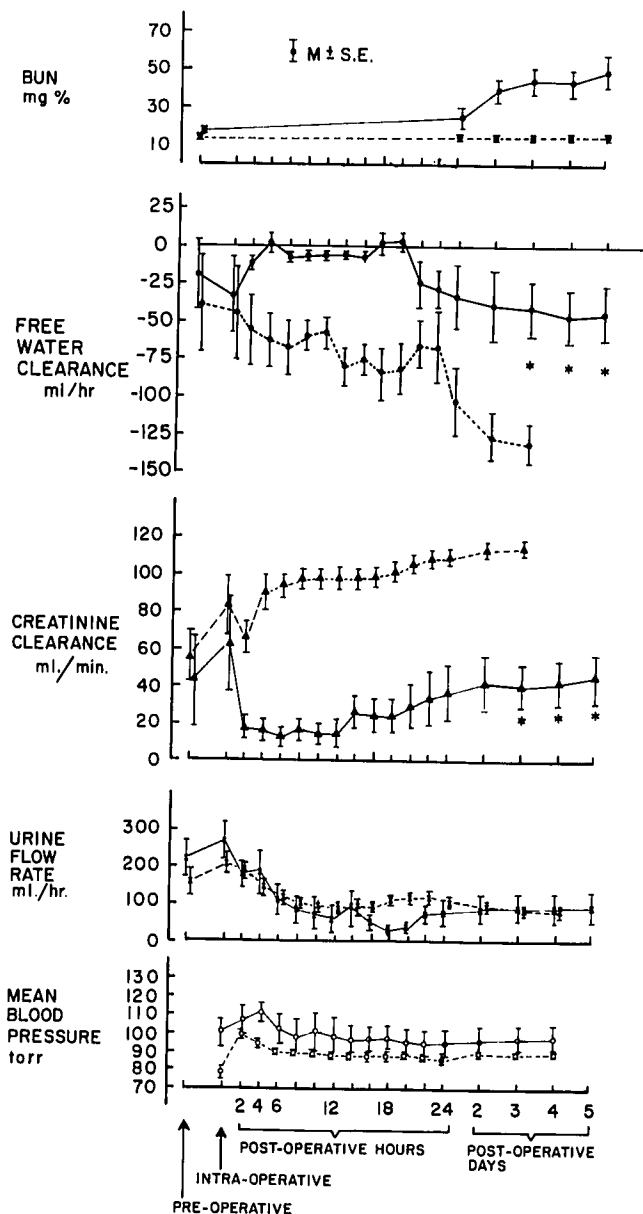 70
50
30
10
BUN
mg %
M ± S.E.
25
0
-25
-50
-75
-100
-125
-150
FREE
WATER
CLEARANCE
ml/hr
* * *
120
100
80
60
40
20
0
CREATININE
CLEARANCE
ml./min.
* * *
300
200
100
0
URINE
FLOW
RATE
ml./hr.
130
110
100
90
80
70
MEAN
BLOOD
PRESSURE
torr
2 4 6 12 18 24 2 3 4 5
POST-OPERATIVE HOURS
POST-OPERATIVE
DAYS
INTRA-OPERATIVE
PRE-OPERATIVE